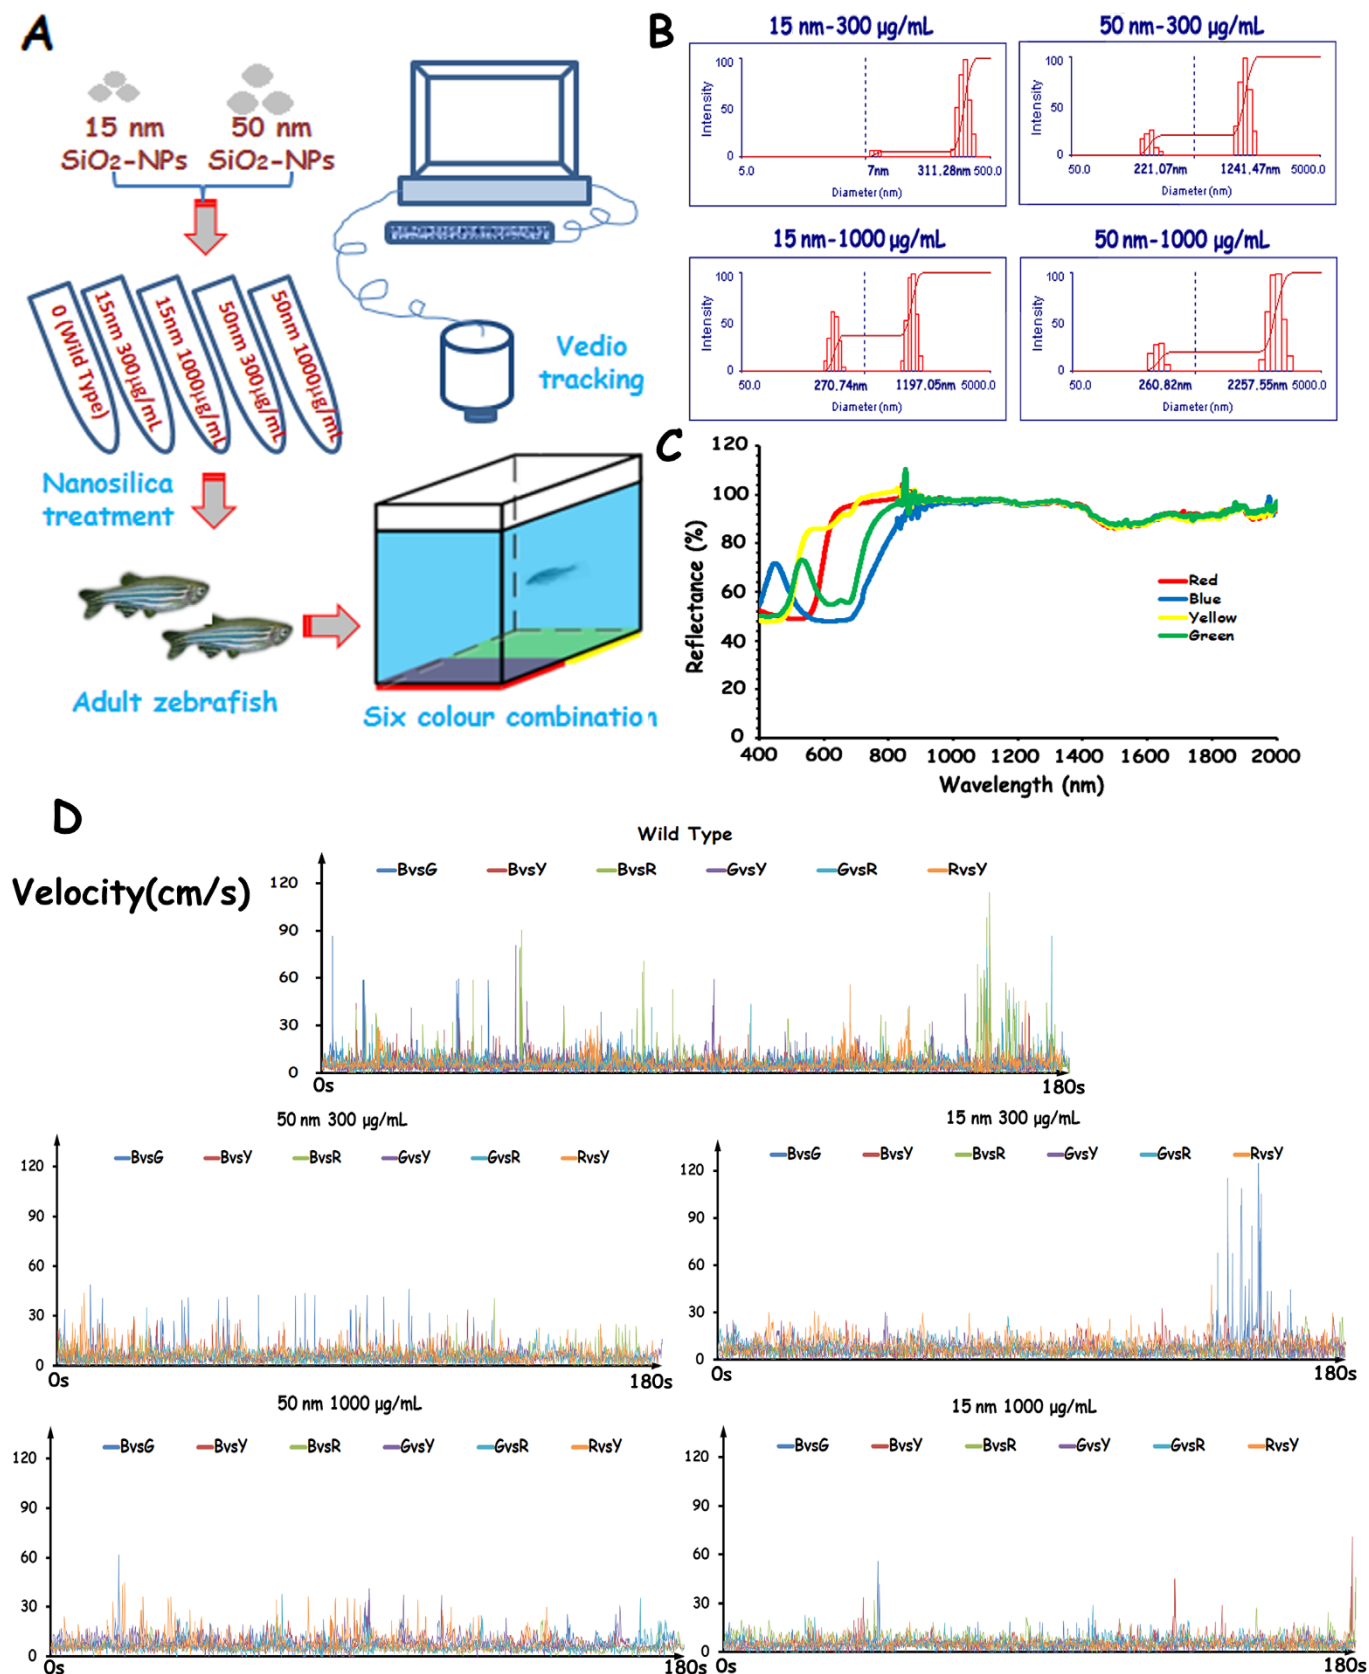 A
15 nm
SiO2-NPs
50 nm
SiO2-NPs
0 (Wild Type)
15nm 300µg/mL
15nm 1000µg/mL
50nm 300µg/mL
50nm 1000µg/mL
Vedio
tracking
Nanosilica
treatment
Adult zebrafish
Six colour combination
B
15 nm-300 µg/mL
Intensity
100
50
0
5.0
7nm
311.28nm
500.0
Diameter (nm)
50 nm-300 µg/mL
Intensity
100
50
0
50.0
221.07nm
1241.47nm
5000.0
Diameter (nm)
15 nm-1000 µg/mL
Intensity
100
50
0
50.0
270.74nm
1197.05nm
5000.0
Diameter (nm)
50 nm-1000 µg/mL
Intensity
100
50
0
50.0
260.82nm
2257.55nm
5000.0
Diameter (nm)
C
Reflectance (%)
120
100
80
60
40
20
0
400 600 800 1000 1200 1400 1600 1800 2000
Wavelength (nm)
Red
Blue
Yellow
Green
D
Velocity(cm/s)
Wild Type
BvsG BvsY BvsR GvsY GvsR RvsY
120
90
60
30
0
0s 180s
50 nm 300 µg/mL
BvsG BvsY BvsR GvsY GvsR RvsY
120
90
60
30
0
0s 180s
15 nm 300 µg/mL
BvsG BvsY BvsR GvsY GvsR RvsY
120
90
60
30
0
0s 180s
50 nm 1000 µg/mL
BvsG BvsY BvsR GvsY GvsR RvsY
120
90
60
30
0
0s 180s
15 nm 1000 µg/mL
BvsG BvsY BvsR GvsY GvsR RvsY
120
90
60
30
0
0s 180s